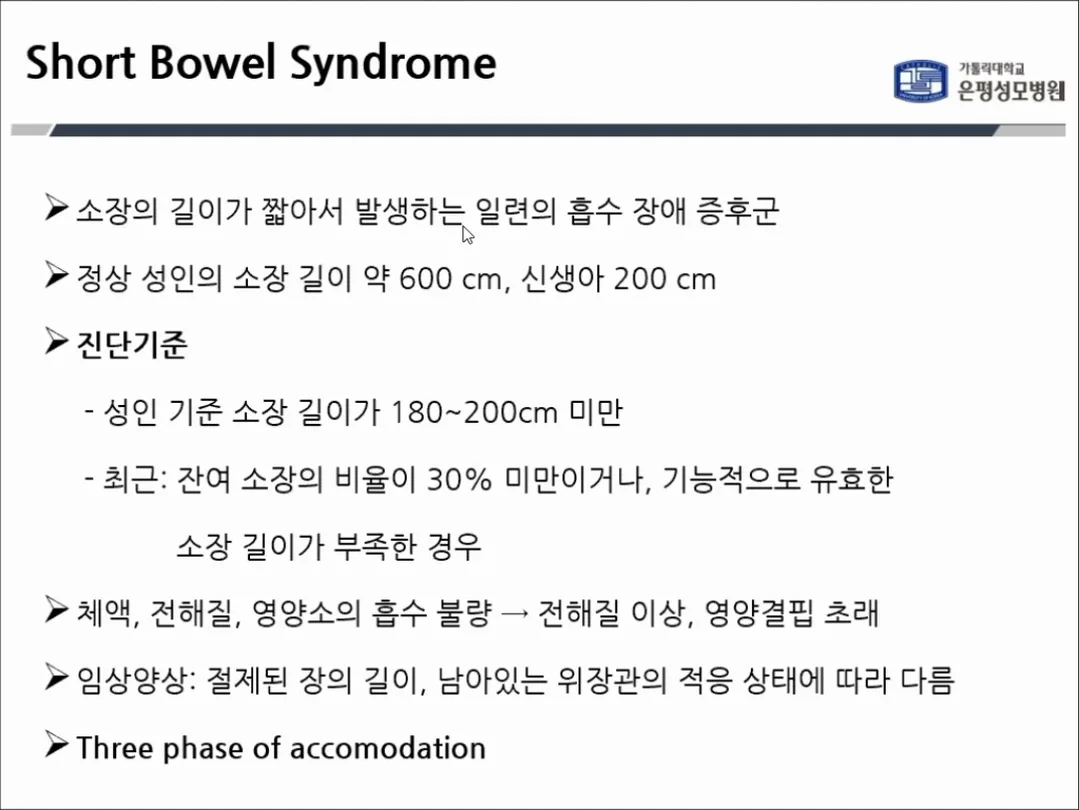 Short Bowel Syndrome
가톨릭대학교
은평성모병원
➢ 소장의 길이가 짧아서 발생하는 일련의 흡수 장애 증후군
➢ 정상 성인의 소장 길이 약 600 cm, 신생아 200 cm
➢ 진단기준
- 성인 기준 소장 길이가 180~200cm 미만
- 최근: 잔여 소장의 비율이 30% 미만이거나, 기능적으로 유효한
소장 길이가 부족한 경우
➢ 체액, 전해질, 영양소의 흡수 불량 → 전해질 이상, 영양결핍 초래
➢ 임상양상: 절제된 장의 길이, 남아있는 위장관의 적응 상태에 따라 다름
➢ Three phase of accomodation